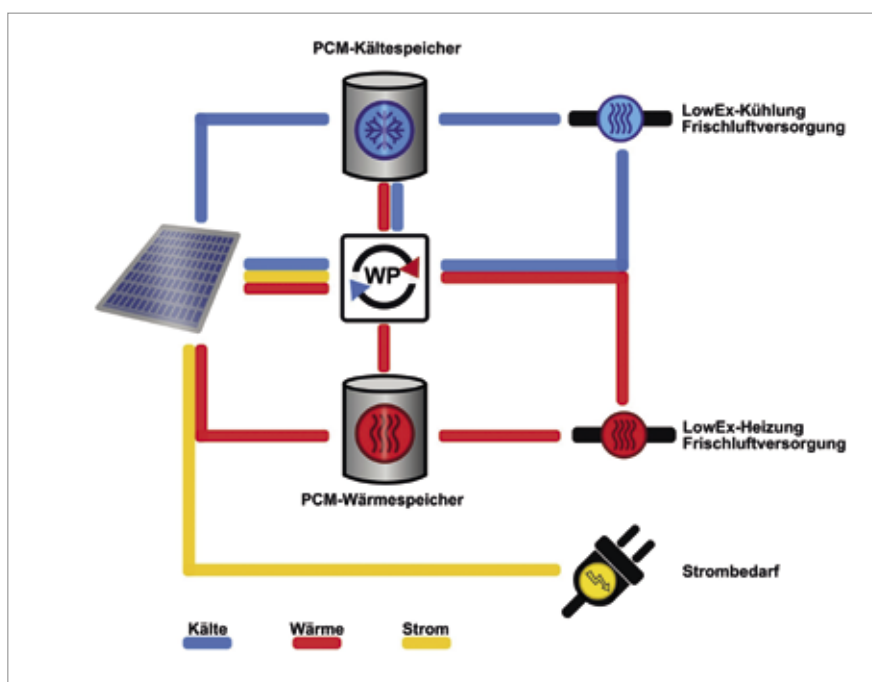 PCM-Kältespeicher
LowEx-Kühlung
Frischluftversorgung
WP
LowEx-Heizung
Frischluftversorgung
PCM-Wärmespeicher
Strombedarf
Kälte Wärme Strom